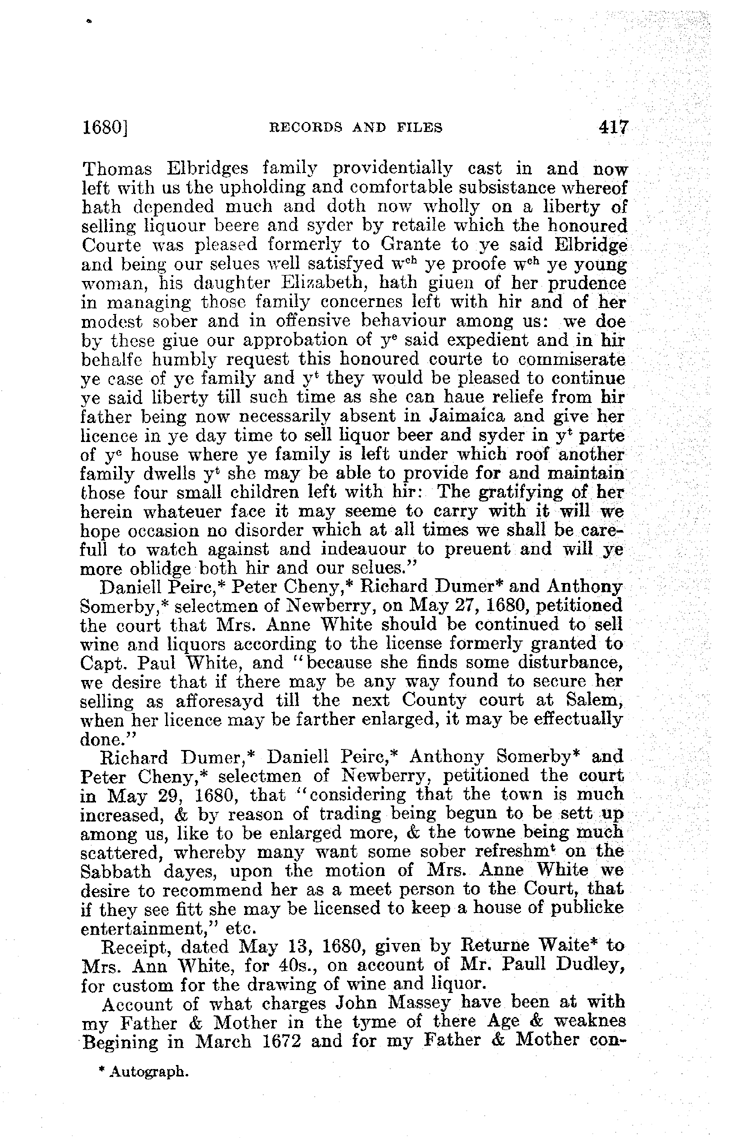 1680] RECORDS AND FILES 417
Thomas Elbridges family providentially cast in and now
left with us the upholding and comfortable subsistance whereof
hath depended much and doth now wholly on a liberty of
selling liquour beere and syder by retaile which the honoured
Courte was pleased formerly to Grante to ye said Elbridge
and being our selues well satisfyed wᶜʰ ye proofe wᶜʰ ye young
woman, his daughter Elizabeth, hath giuen of her prudence
in managing those family concernes left with hir and of her
modest sober and in offensive behaviour among us: we doe
by these giue our approbation of yᵉ said expedient and in hir
behalfe humbly request this honoured courte to commiserate
ye case of ye family and yᵗ they would be pleased to continue
ye said liberty till such time as she can haue reliefe from hir
father being now necessarily absent in Jaimaica and give her
licence in ye day time to sell liquor beer and syder in yᵗ parte
of yᵉ house where ye family is left under which roof another
family dwells yᵗ she may be able to provide for and maintain
those four small children left with hir: The gratifying of her
herein whateuer face it may seeme to carry with it will we
hope occasion no disorder which at all times we shall be care-
full to watch against and indeauour to preuent and will ye
more oblidge both hir and our selues.”
Daniell Peirc,* Peter Cheny,* Richard Dumer* and Anthony
Somerby,* selectmen of Newberry, on May 27, 1680, petitioned
the court that Mrs. Anne White should be continued to sell
wine and liquors according to the license formerly granted to
Capt. Paul White, and “because she finds some disturbance,
we desire that if there may be any way found to secure her
selling as afforesayd till the next County court at Salem,
when her licence may be farther enlarged, it may be effectually
done.”
Richard Dumer,* Daniell Peirc,* Anthony Somerby* and
Peter Cheny,* selectmen of Newberry, petitioned the court
in May 29, 1680, that “considering that the town is much
increased, & by reason of trading being begun to be sett up
among us, like to be enlarged more, & the towne being much
scattered, whereby many want some sober refreshmᵗ on the
Sabbath dayes, upon the motion of Mrs. Anne White we
desire to recommend her as a meet person to the Court, that
if they see fitt she may be licensed to keep a house of publicke
entertainment,” etc.
Receipt, dated May 13, 1680, given by Returne Waite* to
Mrs. Ann White, for 40s., on account of Mr. Paull Dudley,
for custom for the drawing of wine and liquor.
Account of what charges John Massey have been at with
my Father & Mother in the tyme of there Age & weaknes
Begining in March 1672 and for my Father & Mother con-
* Autograph.